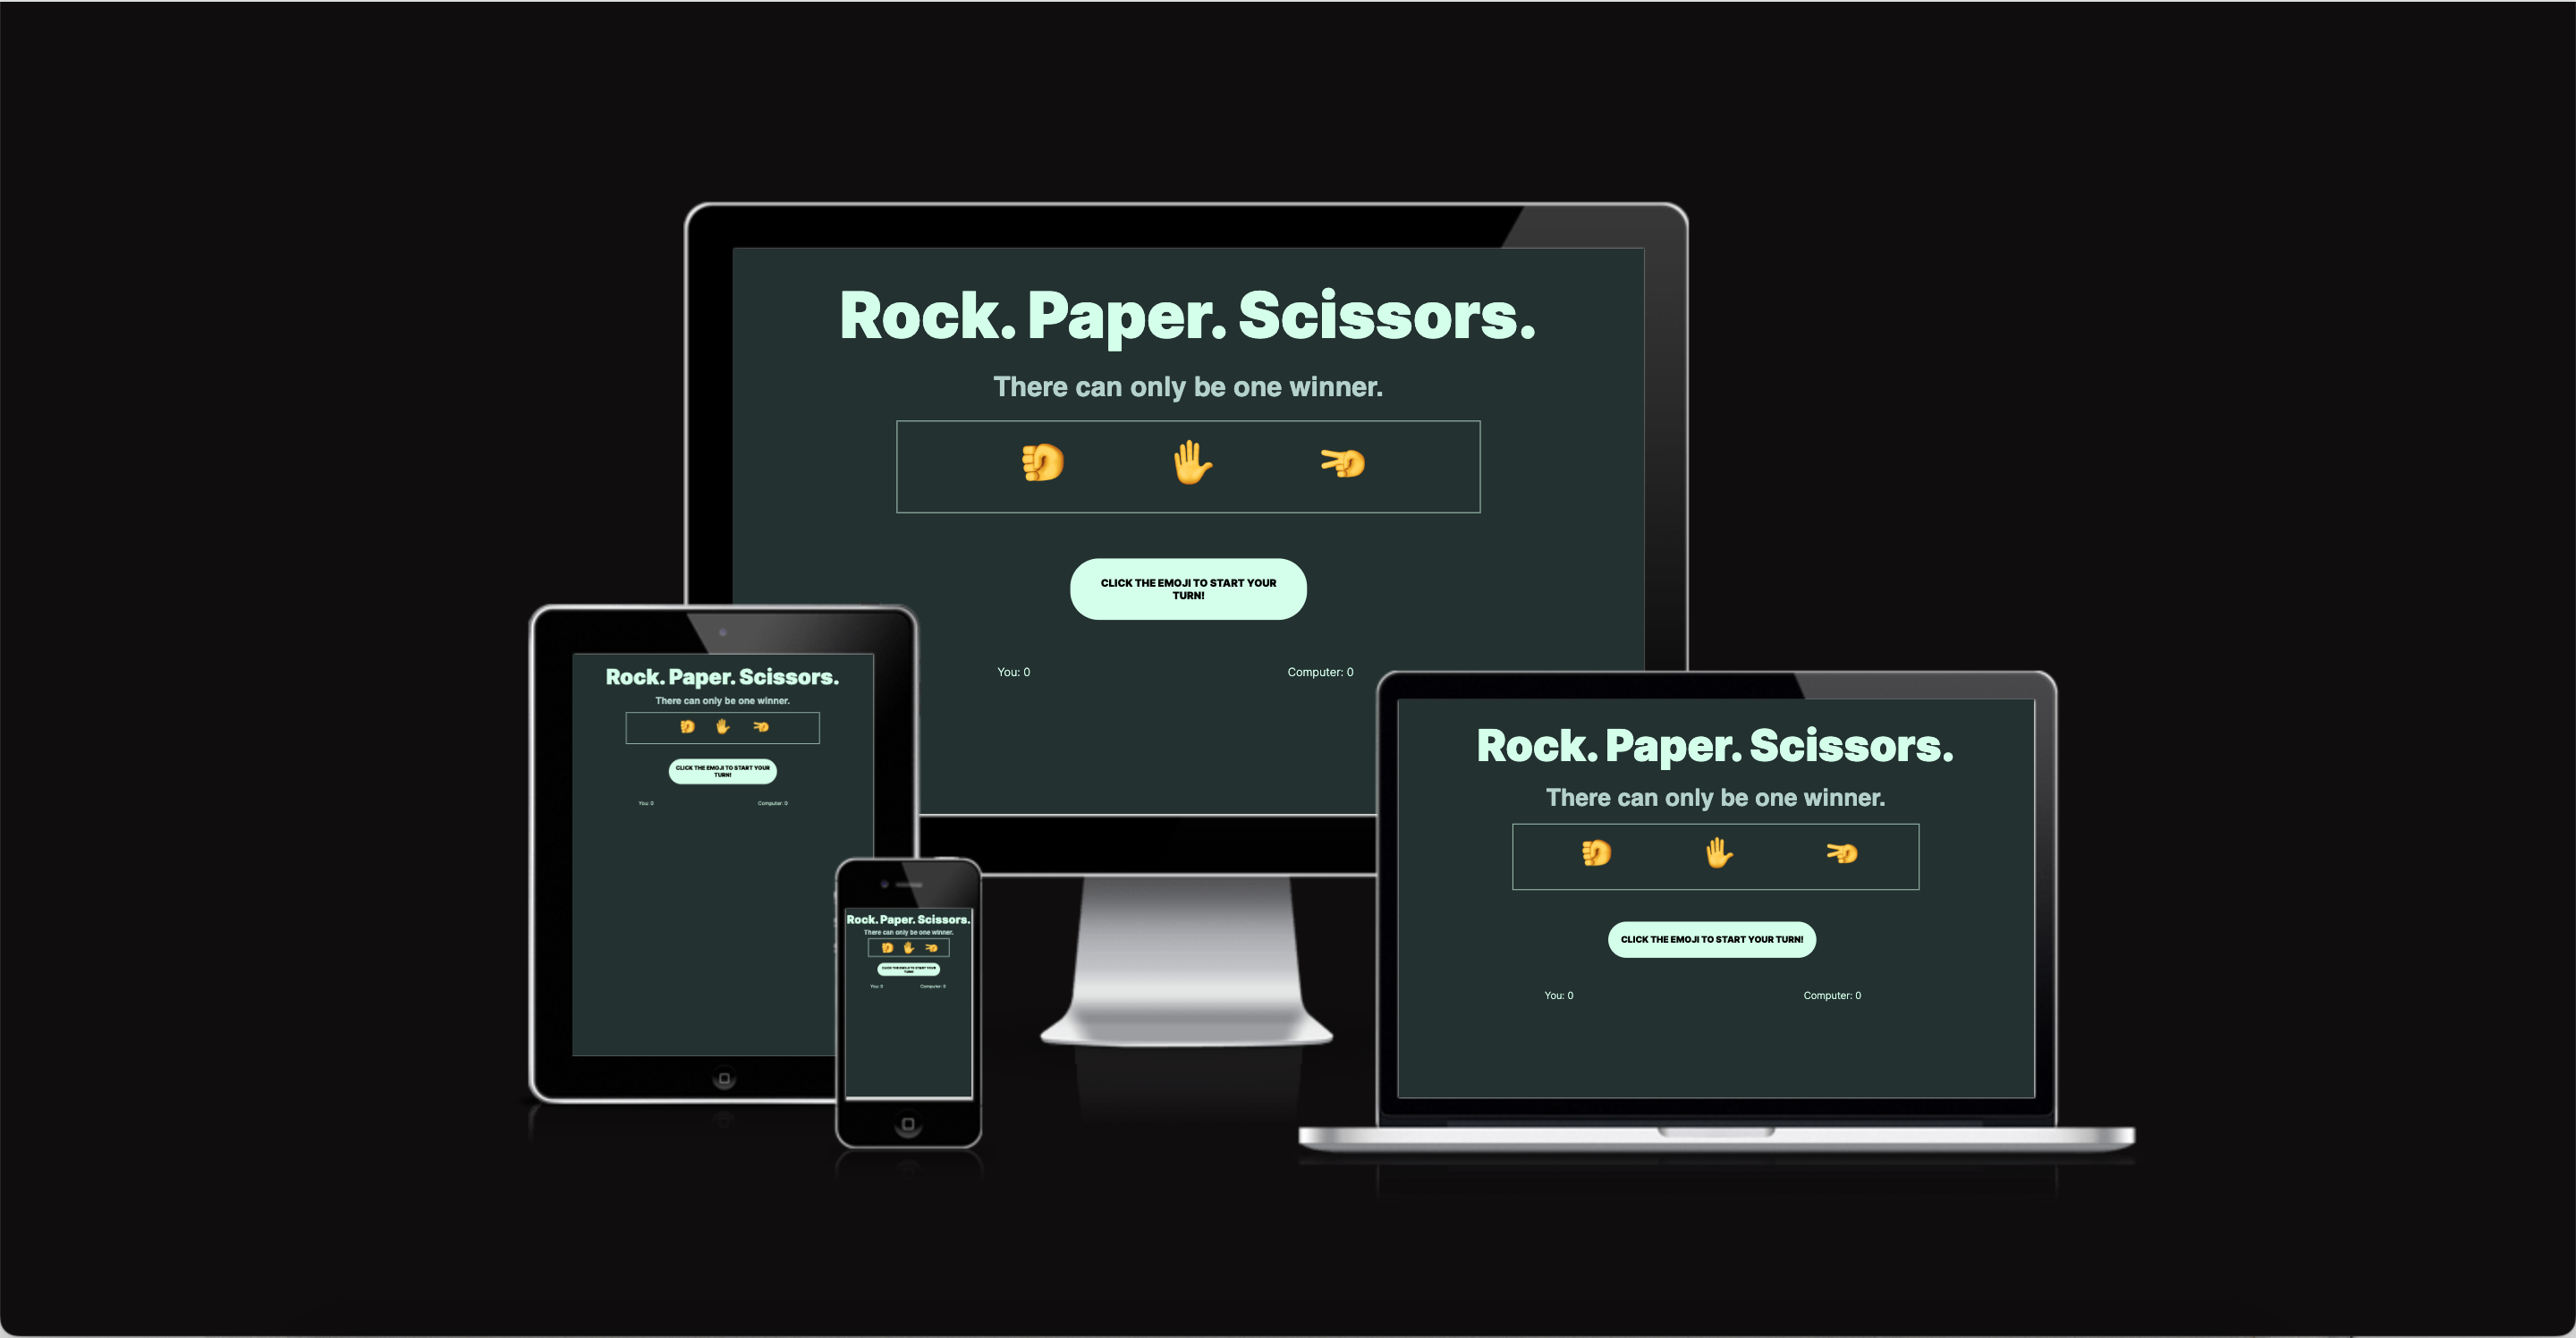 Rock. Paper. Scissors.
There can only be one winner.
CLICK THE EMOJI TO START YOUR
TURN!
You: 0
Computer: 0
Rock. Paper. Scissors.
There can only be one winner.
CLICK THE EMOJI TO START YOUR
TURN!
You: 0
Computer: 0
Rock. Paper. Scissors.
There can only be one winner.
CLICK THE EMOJI TO START YOUR
TURN!
You: 0
Computer: 0
Rock. Paper. Scissors.
There can only be one winner.
CLICK THE EMOJI TO START YOUR TURN!
You: 0
Computer: 0